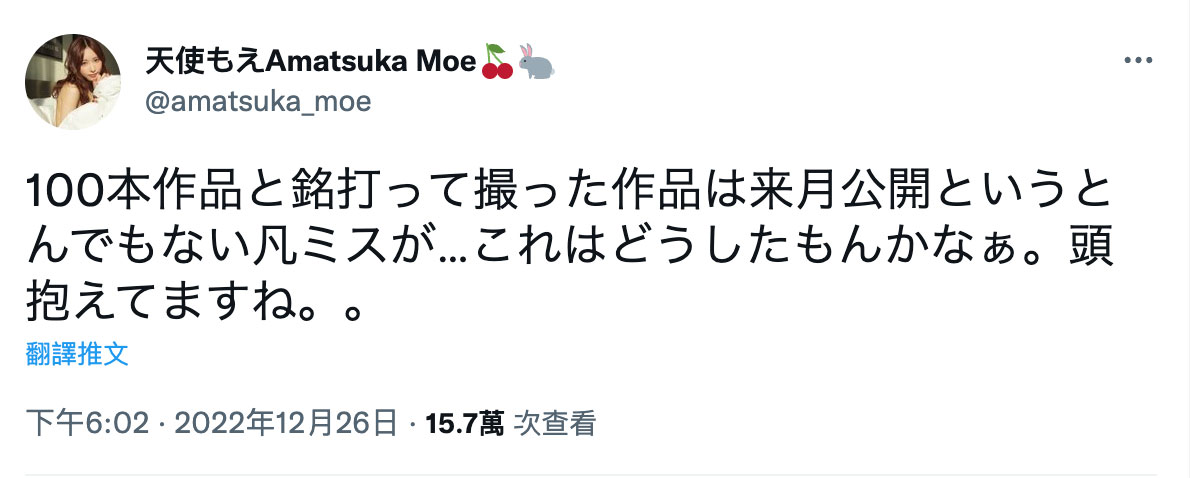 天使もえAmatsuka Moe🍒🐇
@amatsuka_moe
100本作品と銘打って撮った作品は来月公開というと
んでもない凡ミスが...これはどうしたもんかなぁ。頭
抱えてますね。。
翻譯推文
下午6:02 · 2022年12月26日 · 15.7萬 次查看